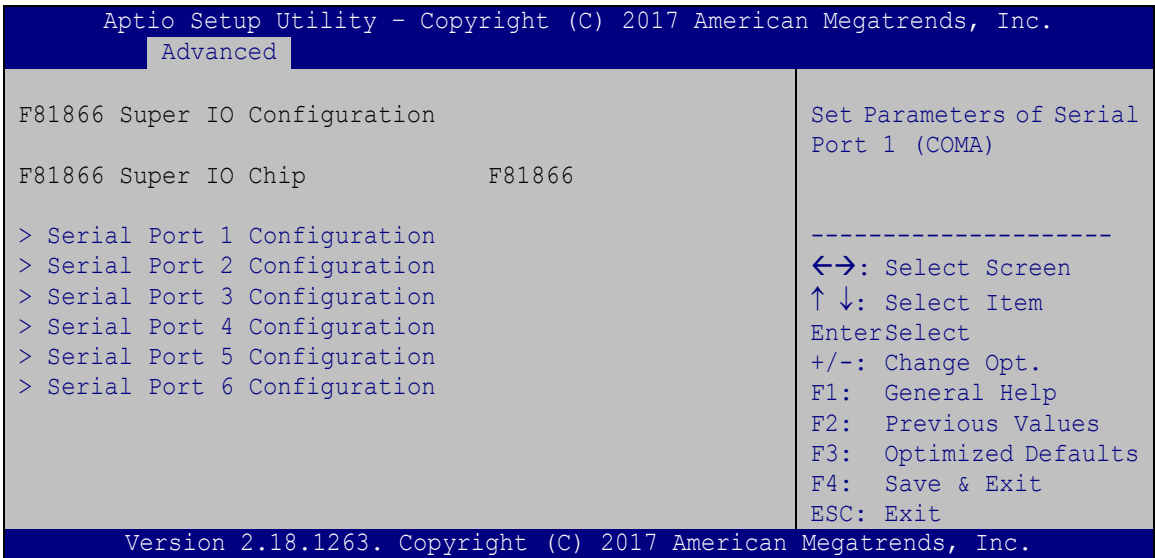 Aptio Setup Utility – Copyright (C) 2017 American Megatrends, Inc.
Advanced
F81866 Super IO Configuration
F81866 Super IO Chip F81866
> Serial Port 1 Configuration
> Serial Port 2 Configuration
> Serial Port 3 Configuration
> Serial Port 4 Configuration
> Serial Port 5 Configuration
> Serial Port 6 Configuration
Set Parameters of Serial
Port 1 (COMA)
---------------------
←→: Select Screen
↑ ↓: Select Item
EnterSelect
+/-: Change Opt.
F1: General Help
F2: Previous Values
F3: Optimized Defaults
F4: Save & Exit
ESC: Exit
Version 2.18.1263. Copyright (C) 2017 American Megatrends, Inc.